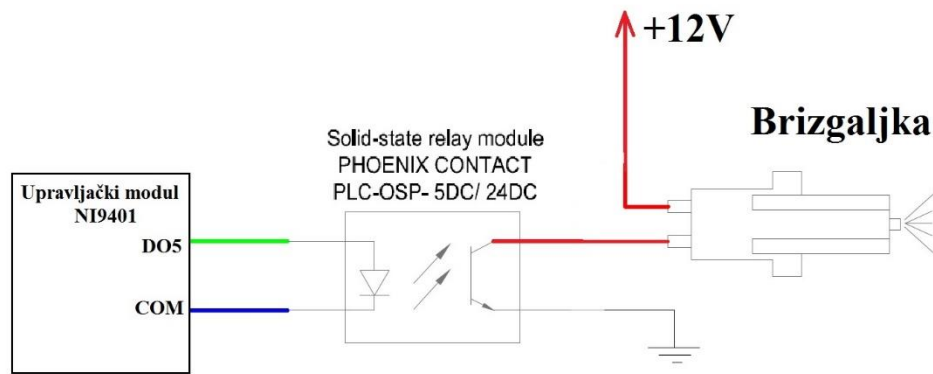 +12V
Brizgaljka
Solid-state relay module
PHOENIX CONTACT
PLC-OSP- 5DC/ 24DC
Upravljački modul
NI9401
DO5
COM